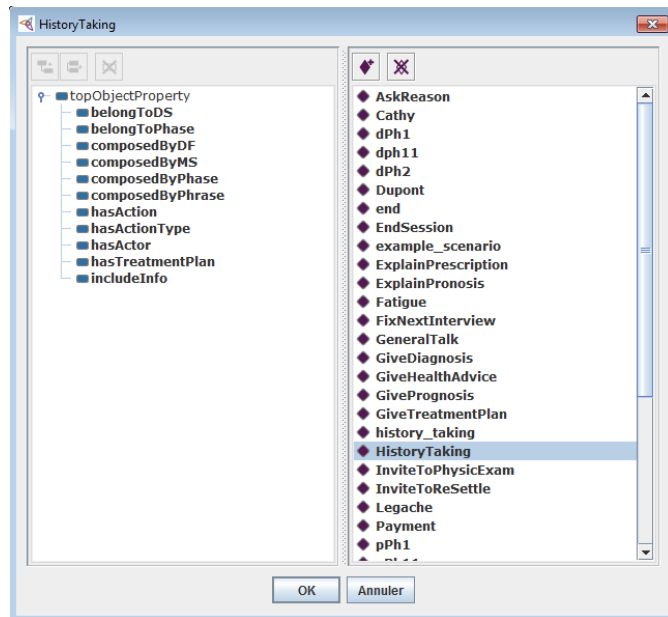 HistoryTaking
topObjectProperty
belongToDS
belongToPhase
composedByDF
composedByMS
composedByPhase
composedByPhrase
hasAction
hasActionType
hasActor
hasTreatmentPlan
includeInfo
AskReason
Cathy
dPh1
dph11
dPh2
Dupont
end
EndSession
example_scenario
ExplainPrescription
ExplainPronosis
Fatigue
FixNextInterview
GeneralTalk
GiveDiagnosis
GiveHealthAdvice
GivePrognosis
GiveTreatmentPlan
history_taking
HistoryTaking
InviteToPhysicExam
InviteToReSettle
Legache
Payment
pPh1
OK
Annuler